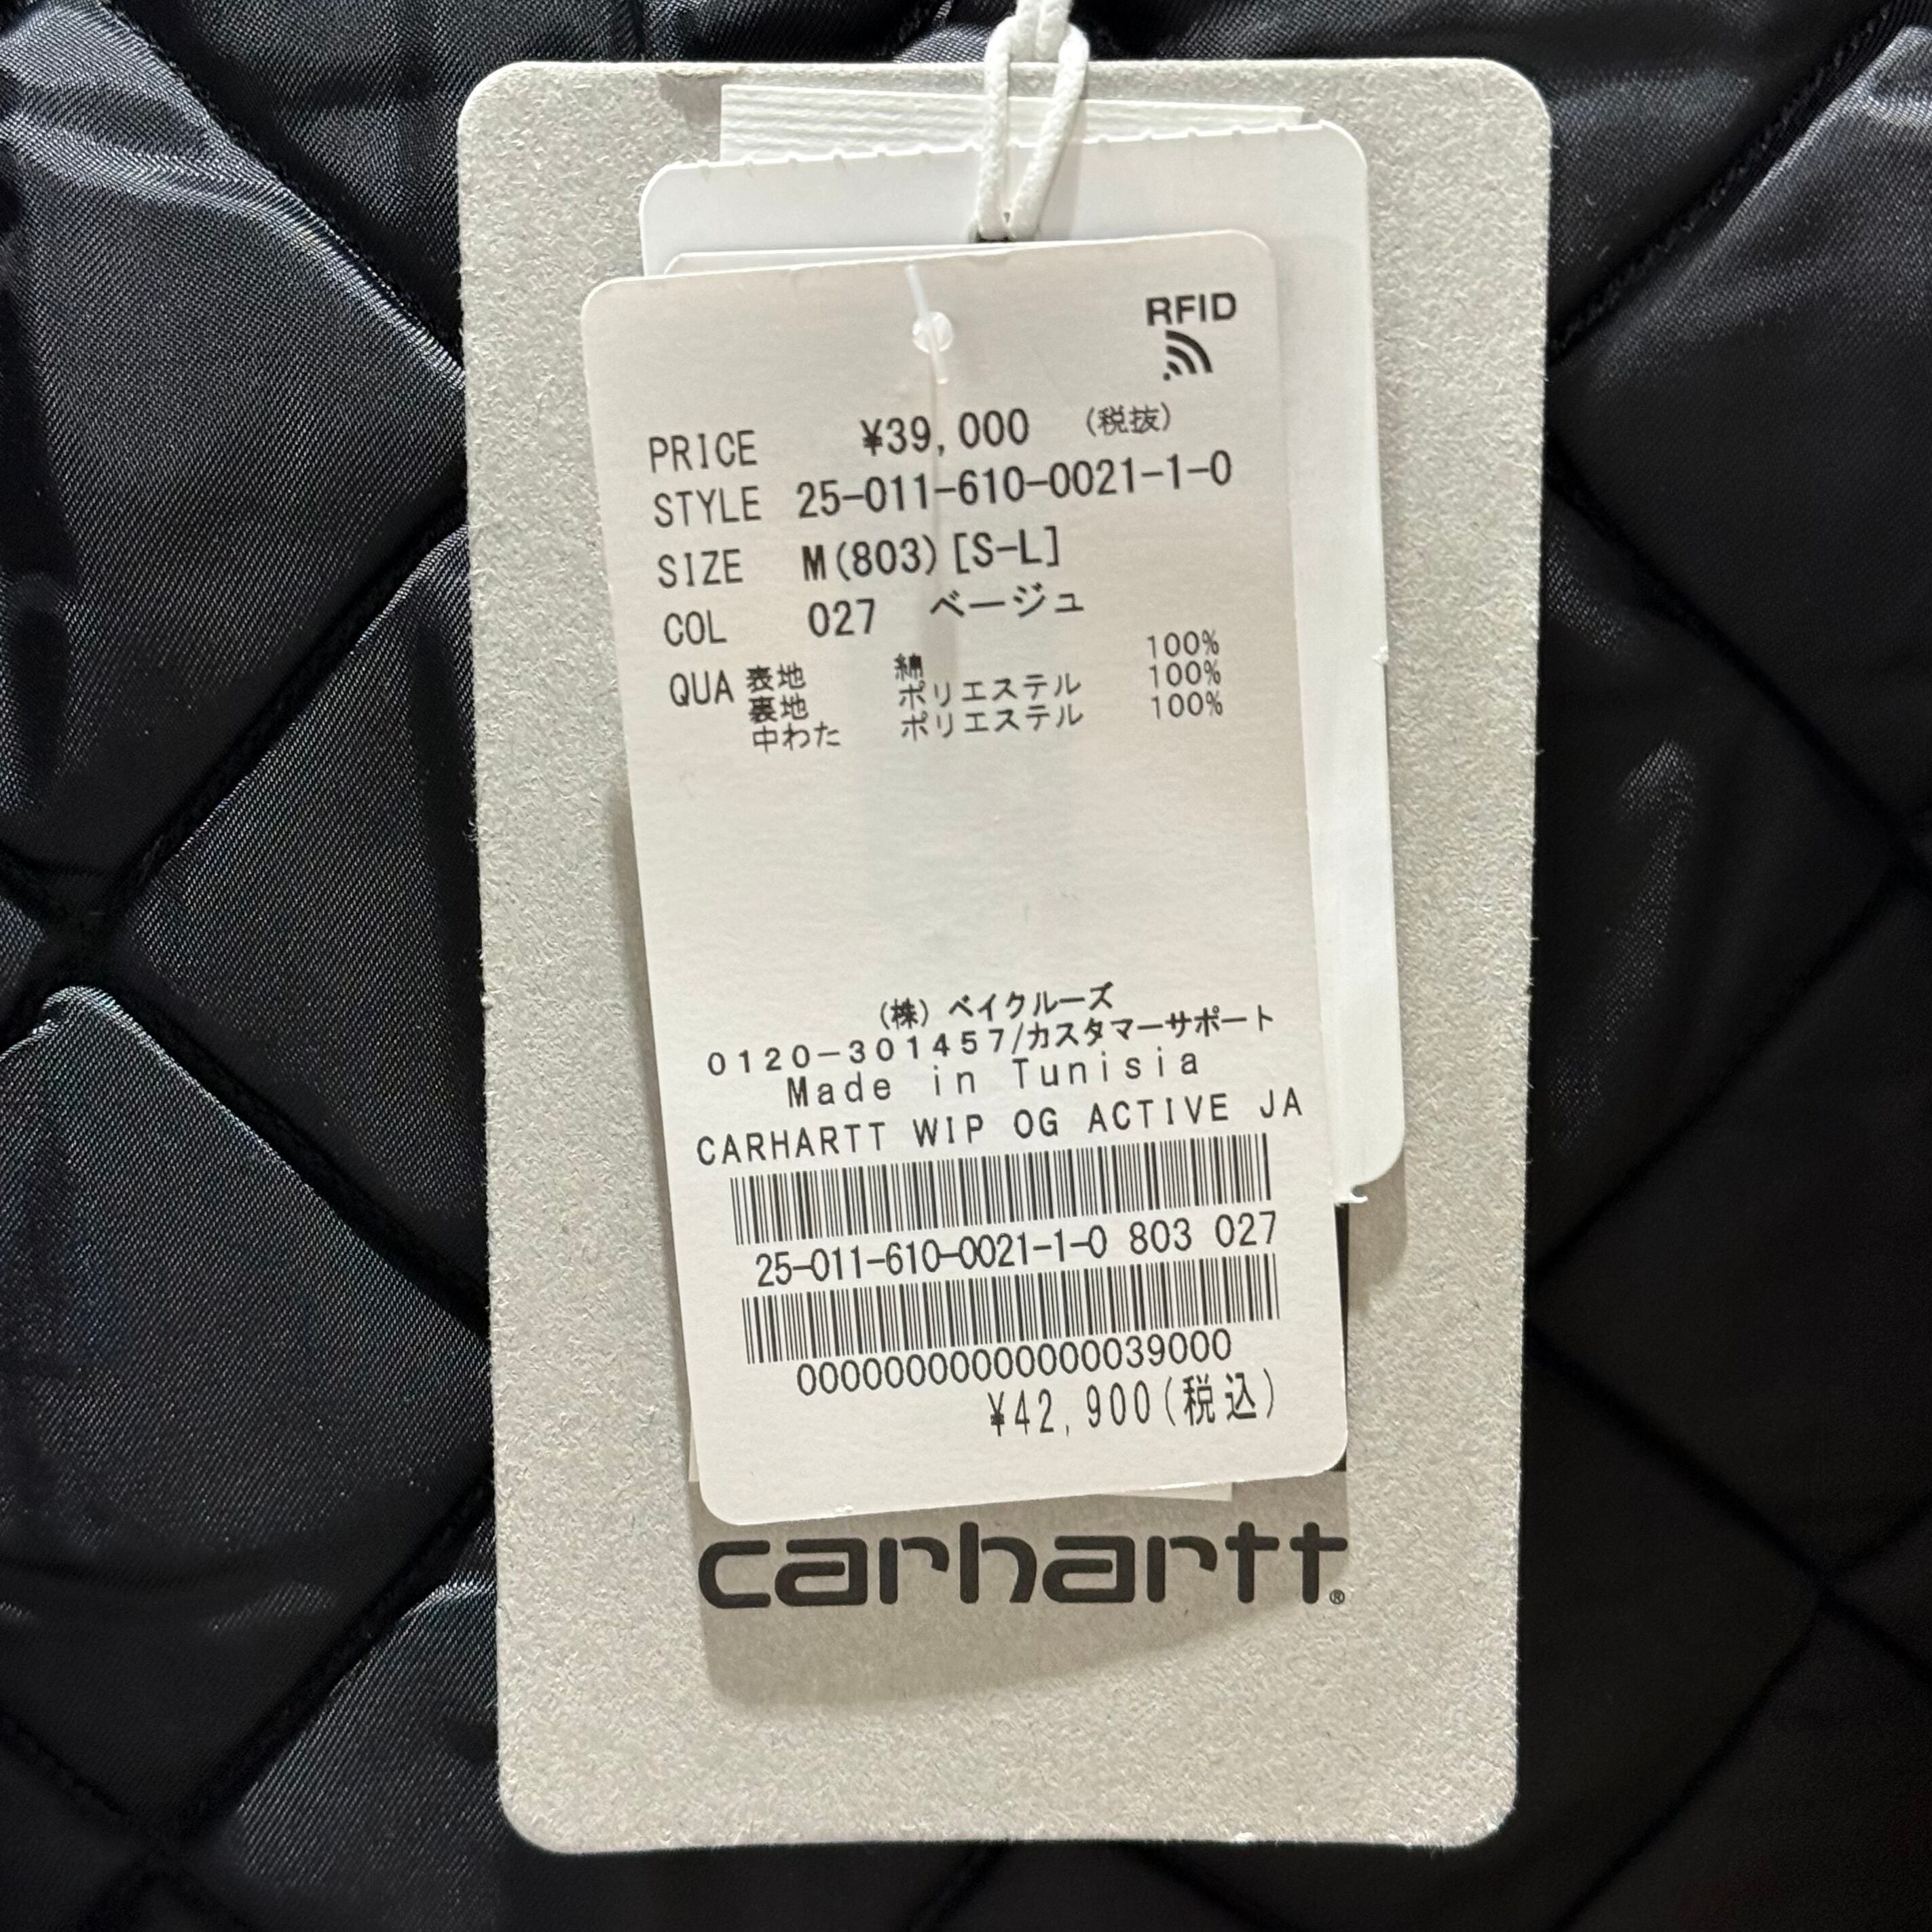 RFID
PRICE ¥39,000 (税抜)
STYLE 25-011-610-0021-1-0
SIZE M(803)[S-L]
COL 027 ベージュ
QUA 表地 綿 100%
裏地 ポリエステル 100%
中わた ポリエステル 100%
(株)ベイクルーズ
0120-301457/カスタマーサポート
Made in Tunisia
CARHARTT WIP OG ACTIVE JA
25-011-610-0021-1-0 803 027
00000000000000039000
¥42,900(税込)
carhartt®